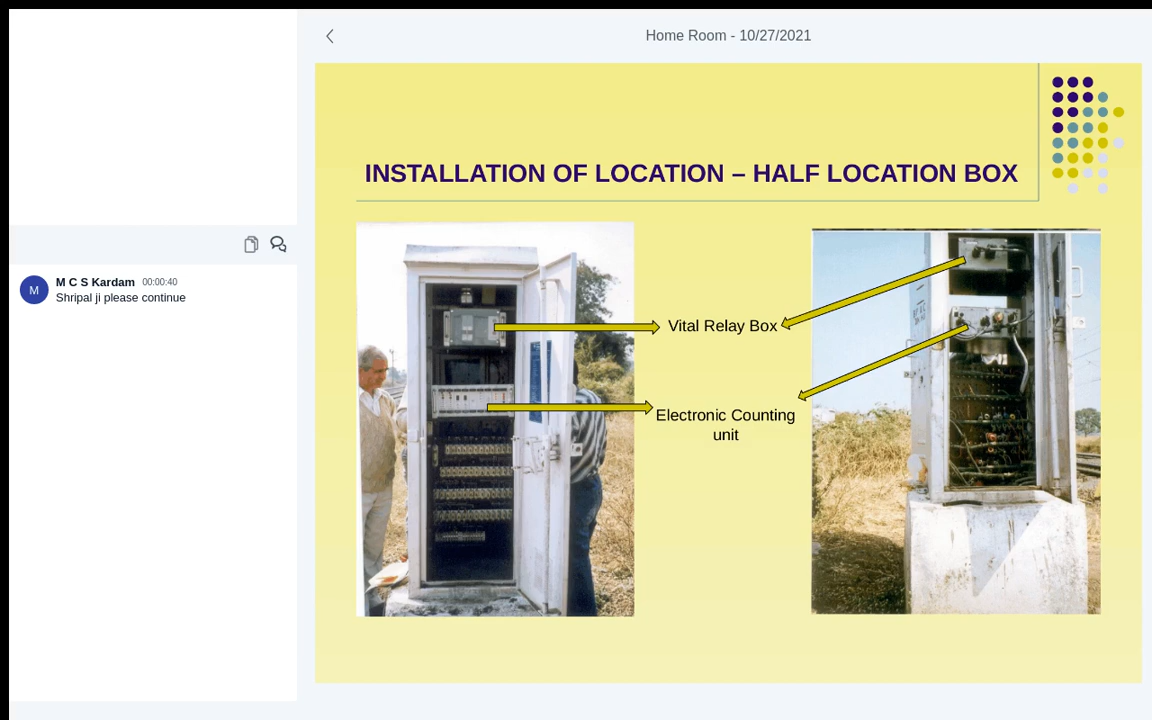 Home Room - 10/27/2021
M
M C S Kardam 00:00:40
Shripal ji please continue
INSTALLATION OF LOCATION – HALF LOCATION BOX
Vital Relay Box
Electronic Counting
unit